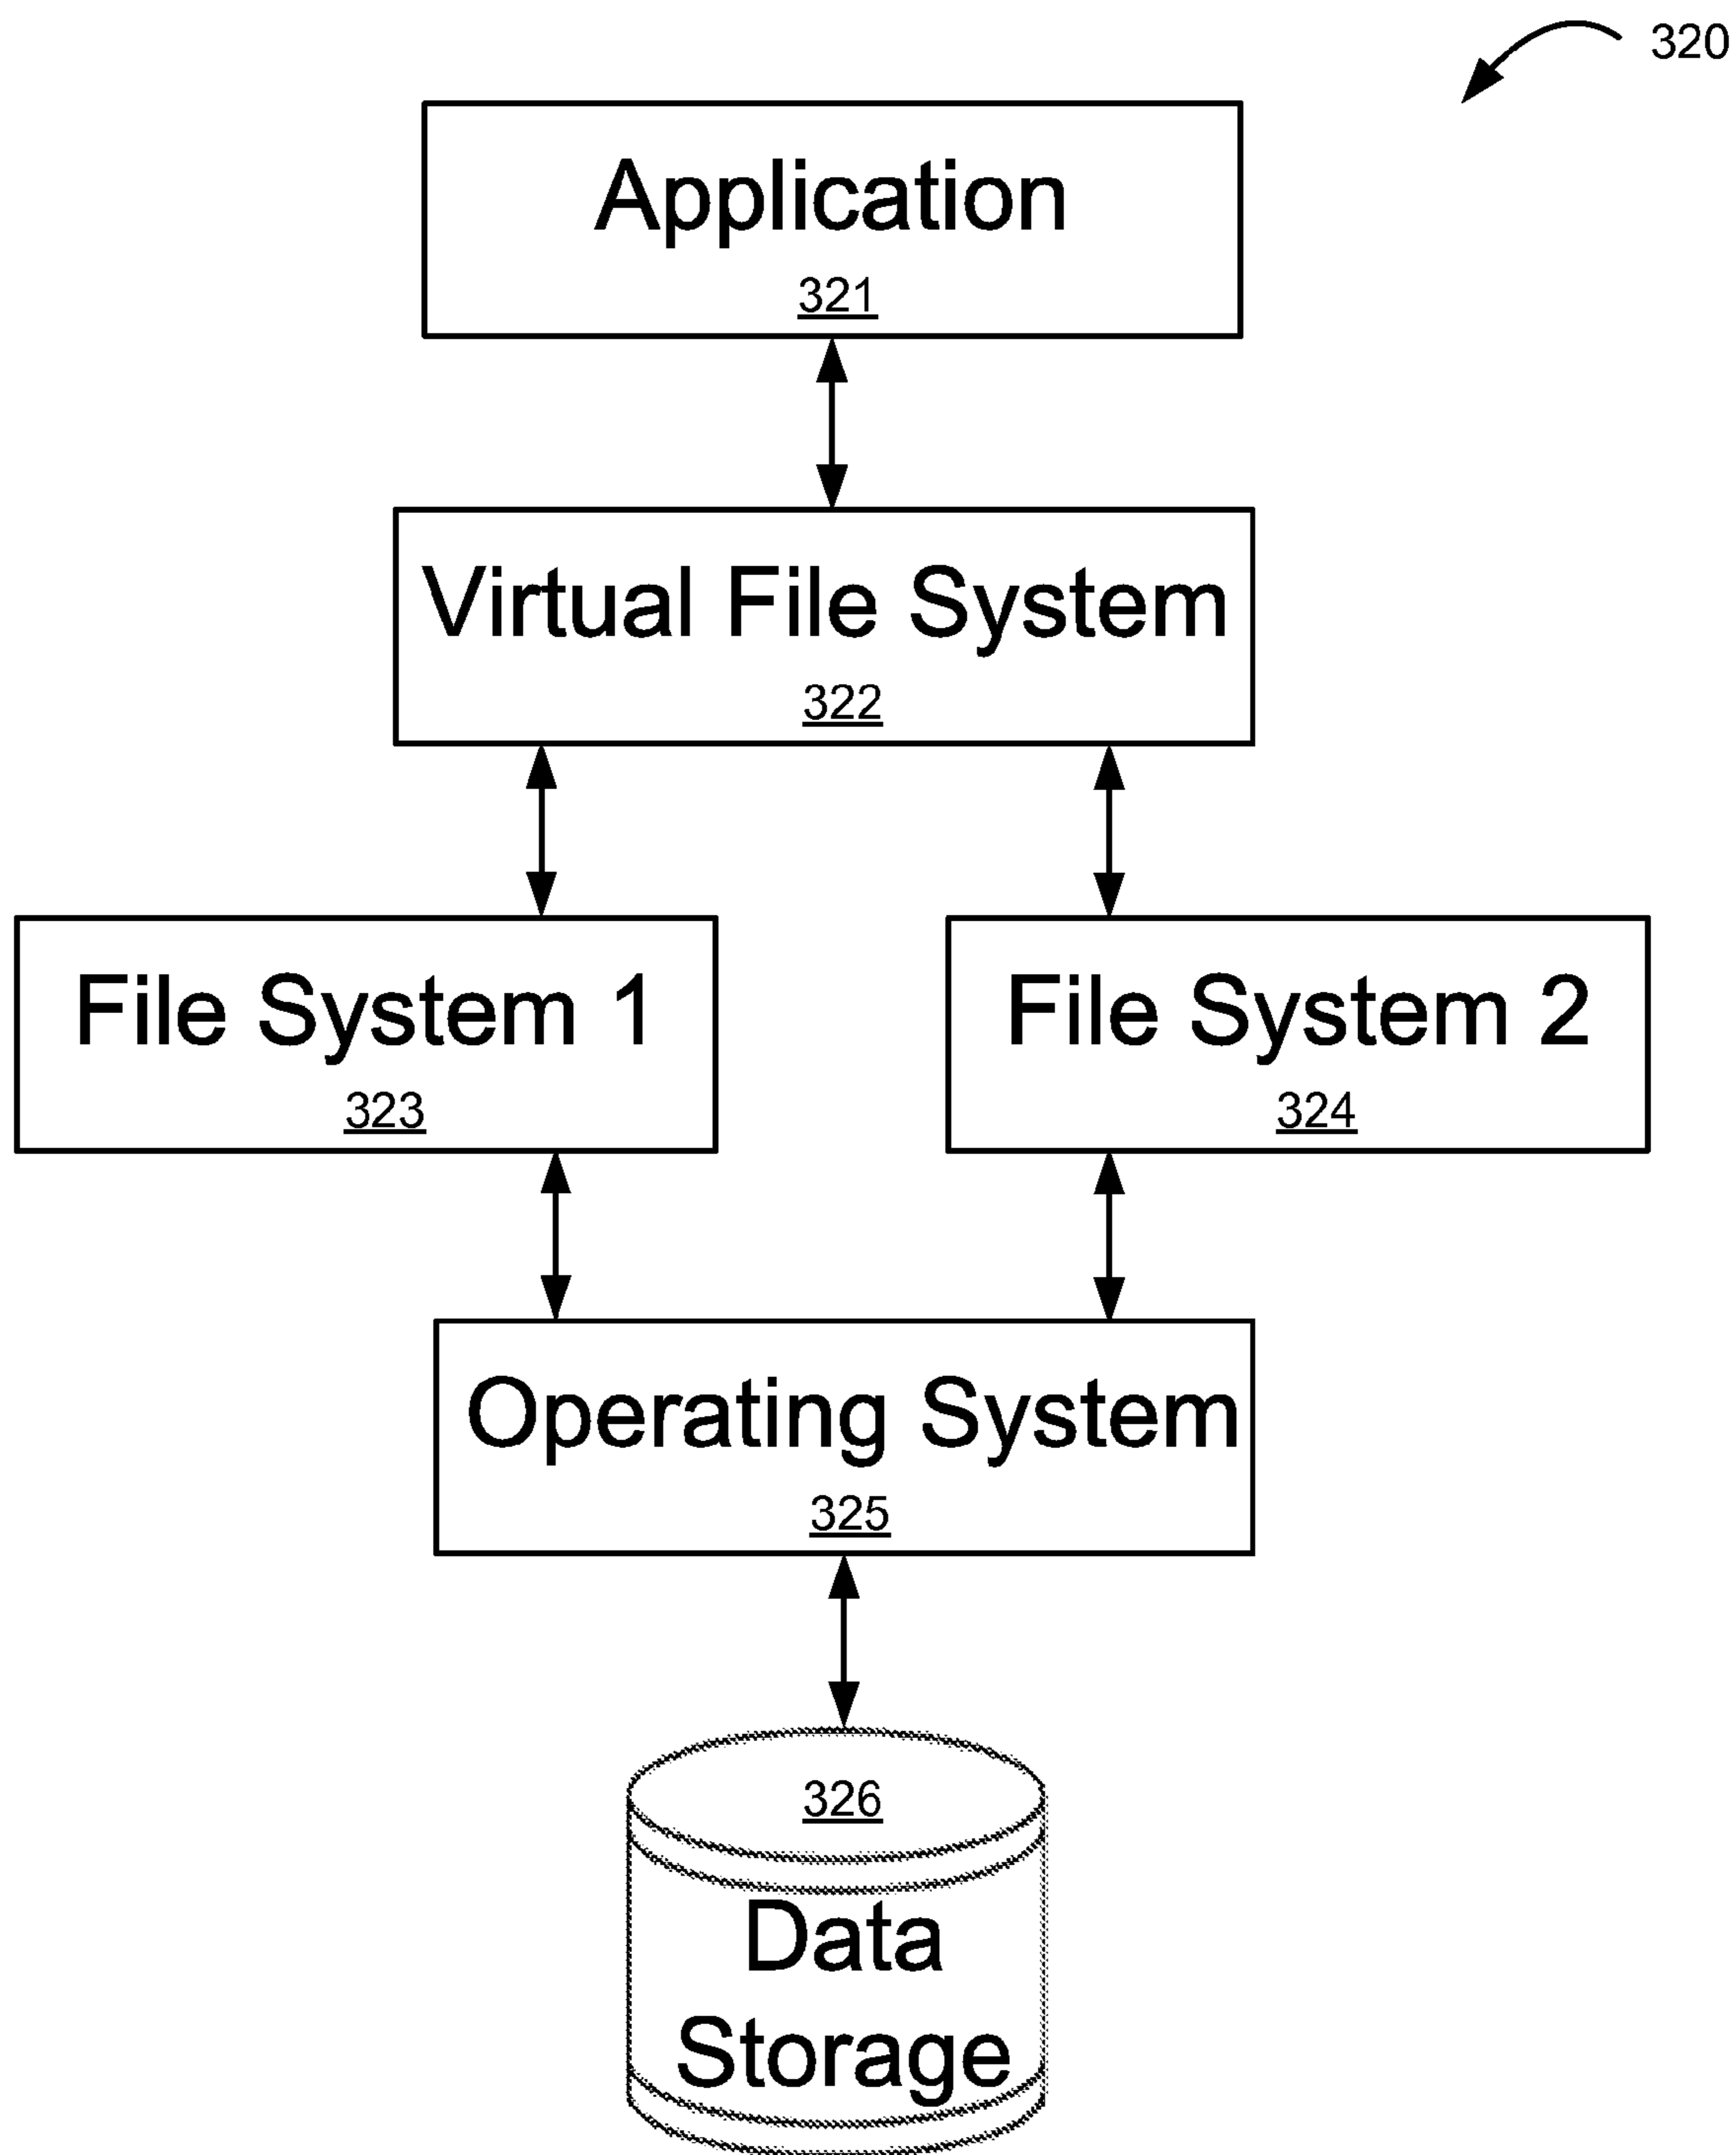 320
Application
321
Virtual File System
322
File System 1
323
File System 2
324
Operating System
325
326
Data
Storage